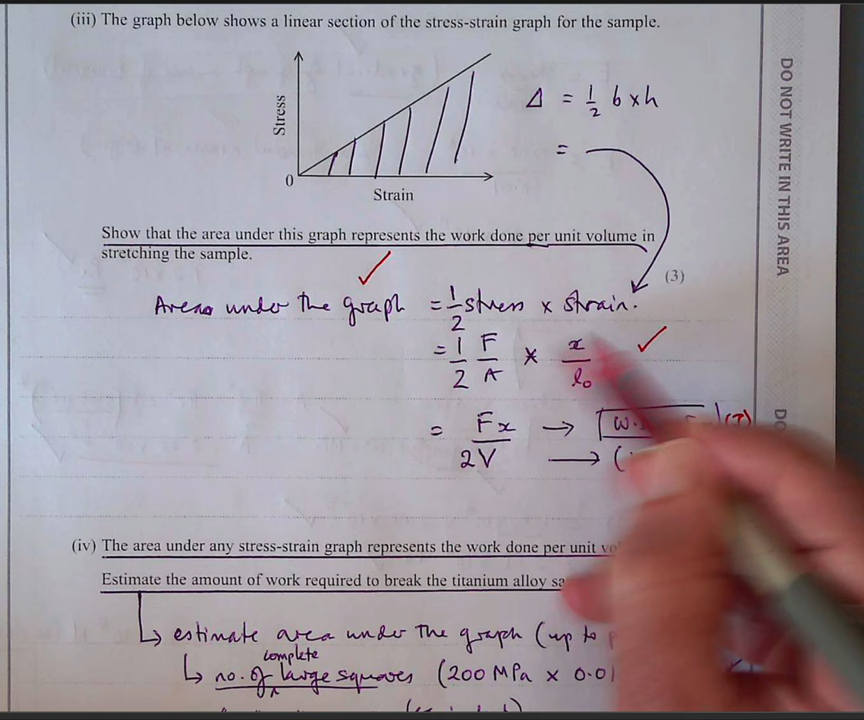 (iii) The graph below shows a linear section of the stress-strain graph for the sample.
Stress
0
Strain
Δ = 1/2 b × h
=
Show that the area under this graph represents the work done per unit volume in
stretching the sample.
(3)
Area under the graph = 1/2 stress × strain.
= 1/2 F/A × x/l₀
= Fx/2V → w.
→ (
(iv) The area under any stress-strain graph represents the work done per unit
Estimate the amount of work required to break the titanium alloy
↳ estimate area under the graph (up to
complete
↳ no. of large squares (200 MPa × 0.01
DO NOT WRITE IN THIS AREA
DO